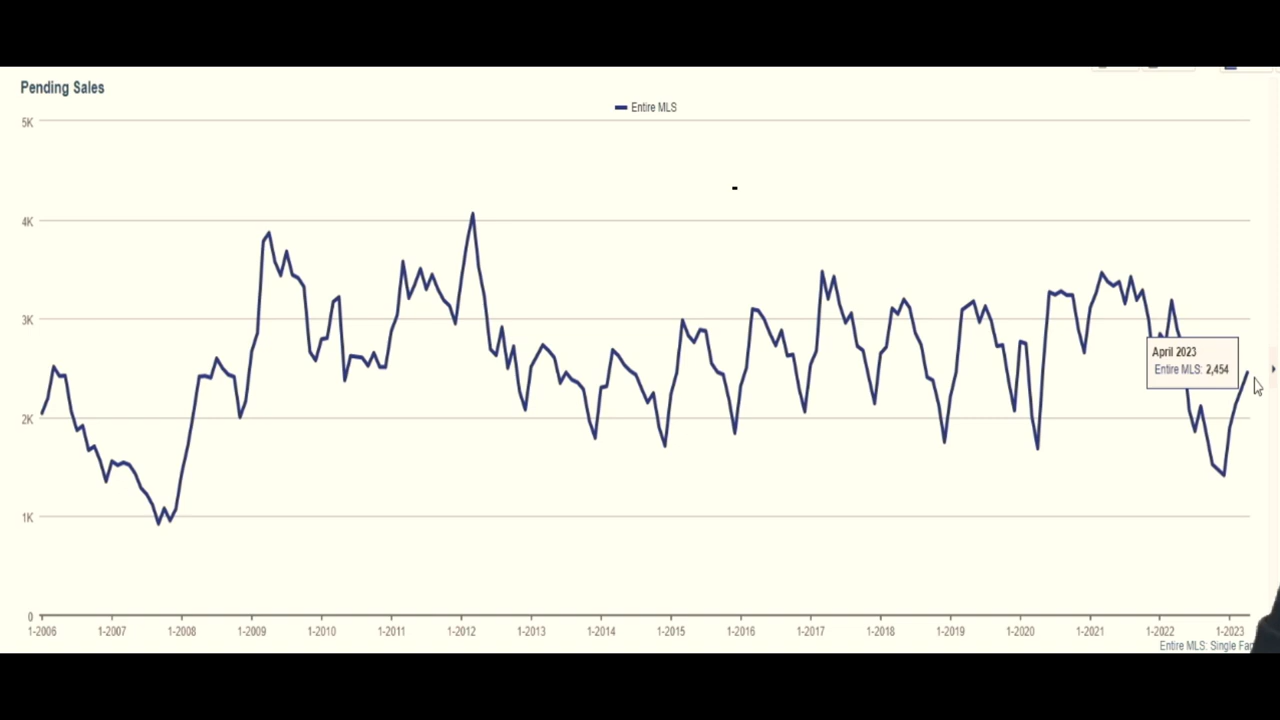 Pending Sales
Entire MLS
5K
4K
3K
2K
1K
0
April 2023
Entire MLS: 2,454
1-2006 1-2007 1-2008 1-2009 1-2010 1-2011 1-2012 1-2013 1-2014 1-2015 1-2016 1-2017 1-2018 1-2019 1-2020 1-2021 1-2022 1-2023
Entire MLS: Single Fam